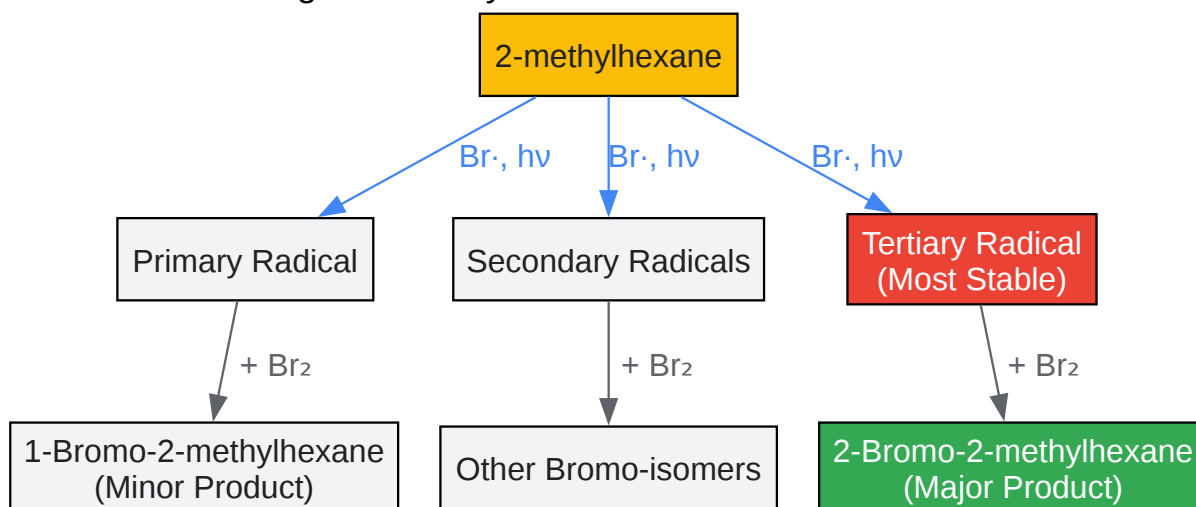 2-methylhexane
Br·, hν
Br·, hν
Br·, hν
Primary Radical
Secondary Radicals
Tertiary Radical
(Most Stable)
+ Br₂
+ Br₂
+ Br₂
1-Bromo-2-methylhexane
(Minor Product)
Other Bromo-isomers
2-Bromo-2-methylhexane
(Major Product)